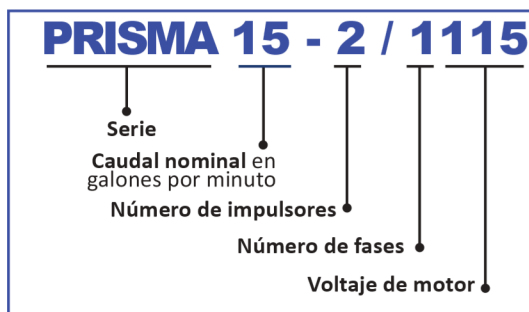 PRISMA 15 - 2 / 1115
Serie
Caudal nominal en
galones por minuto
Número de impulsores
Número de fases
Voltaje de motor